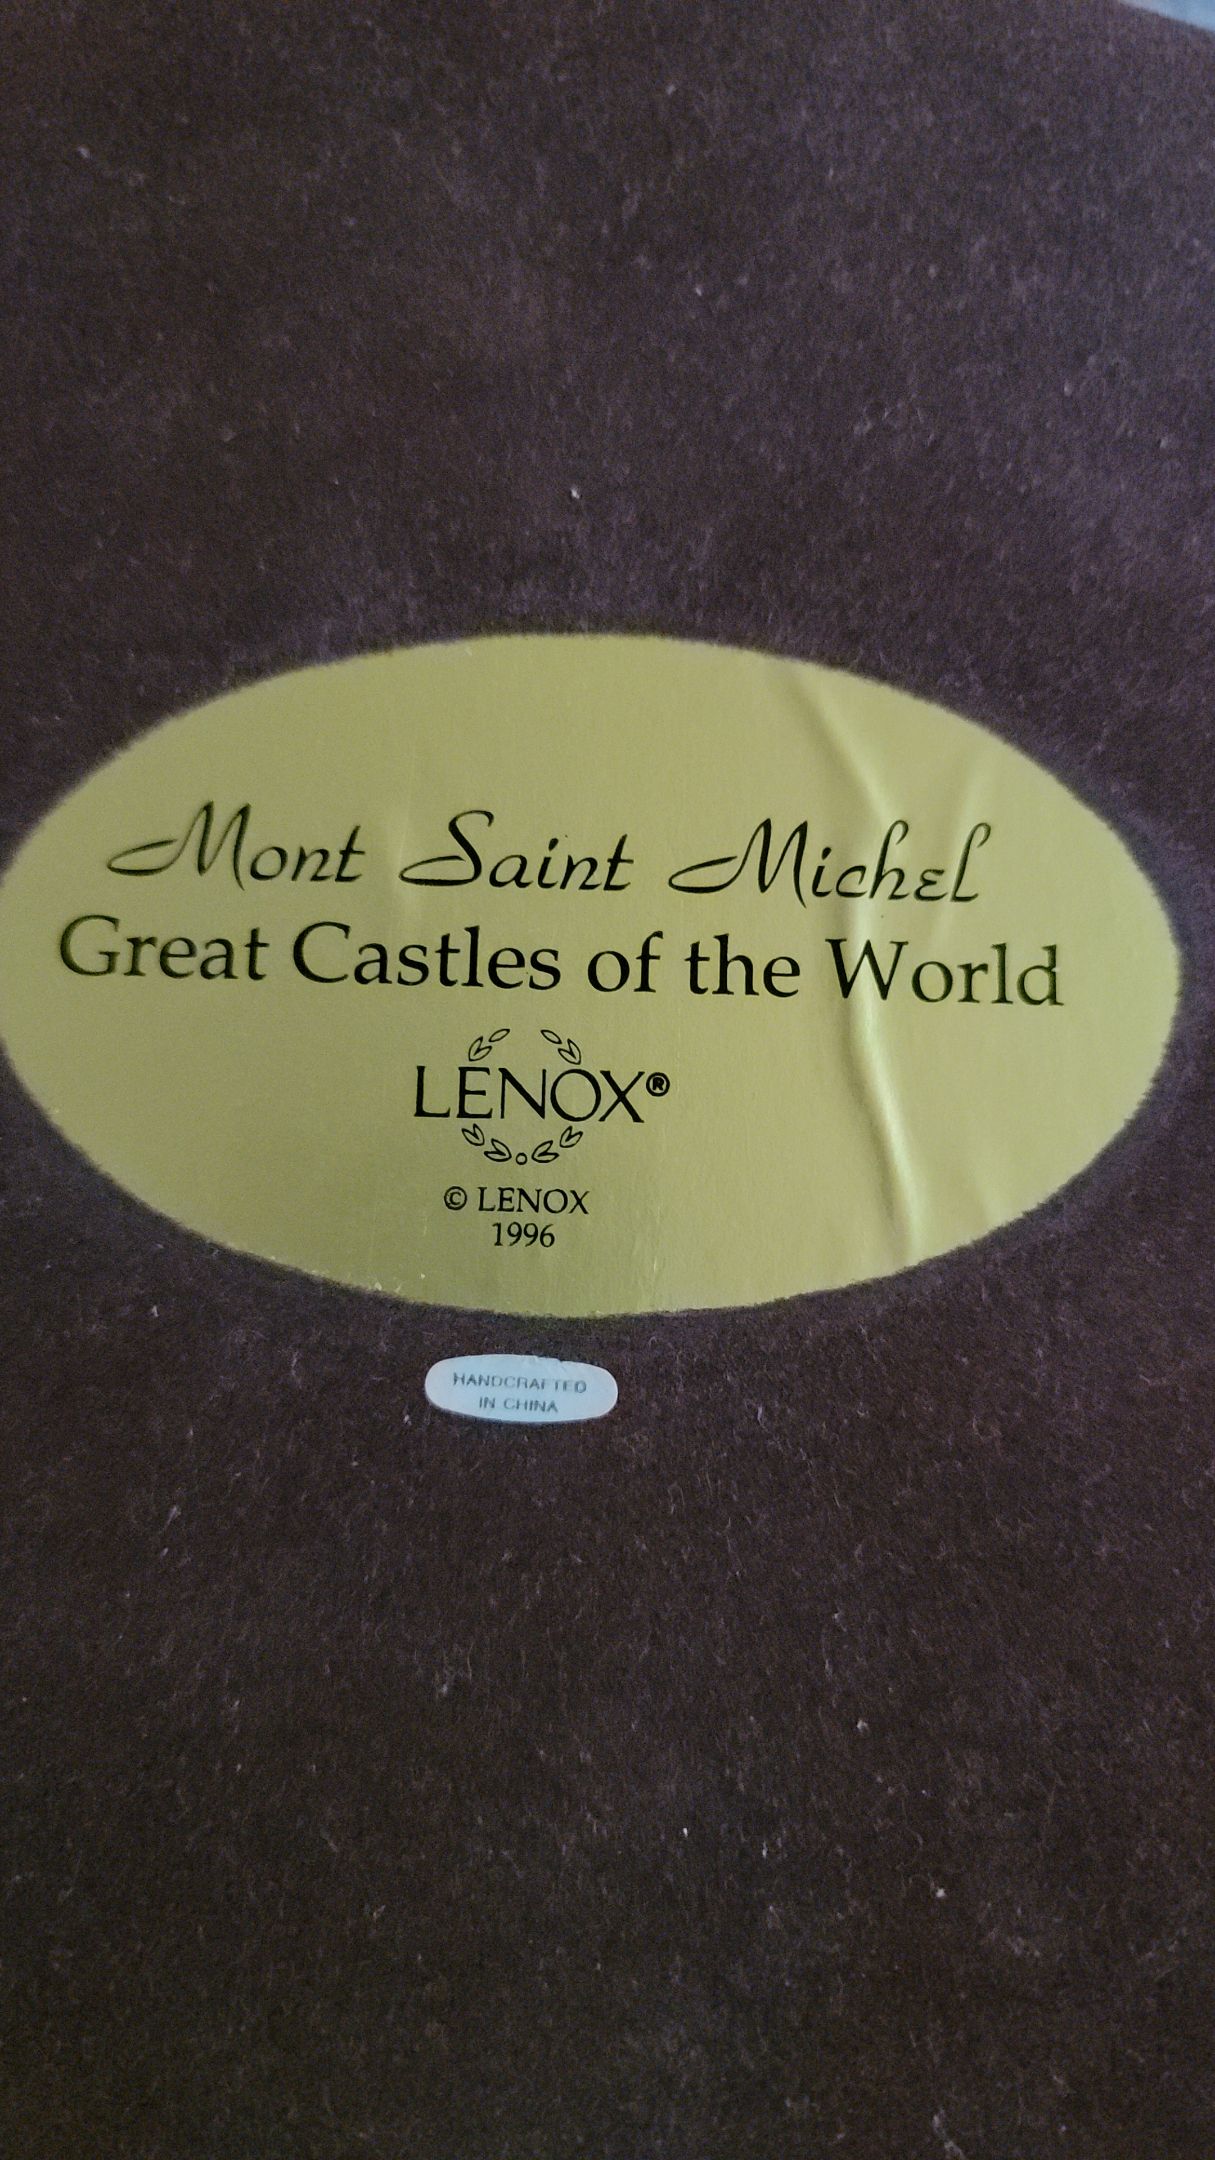 Mont Saint Michel
Great Castles of the World
LENOX®
© LENOX
1996
HANDCRAFTED
IN CHINA